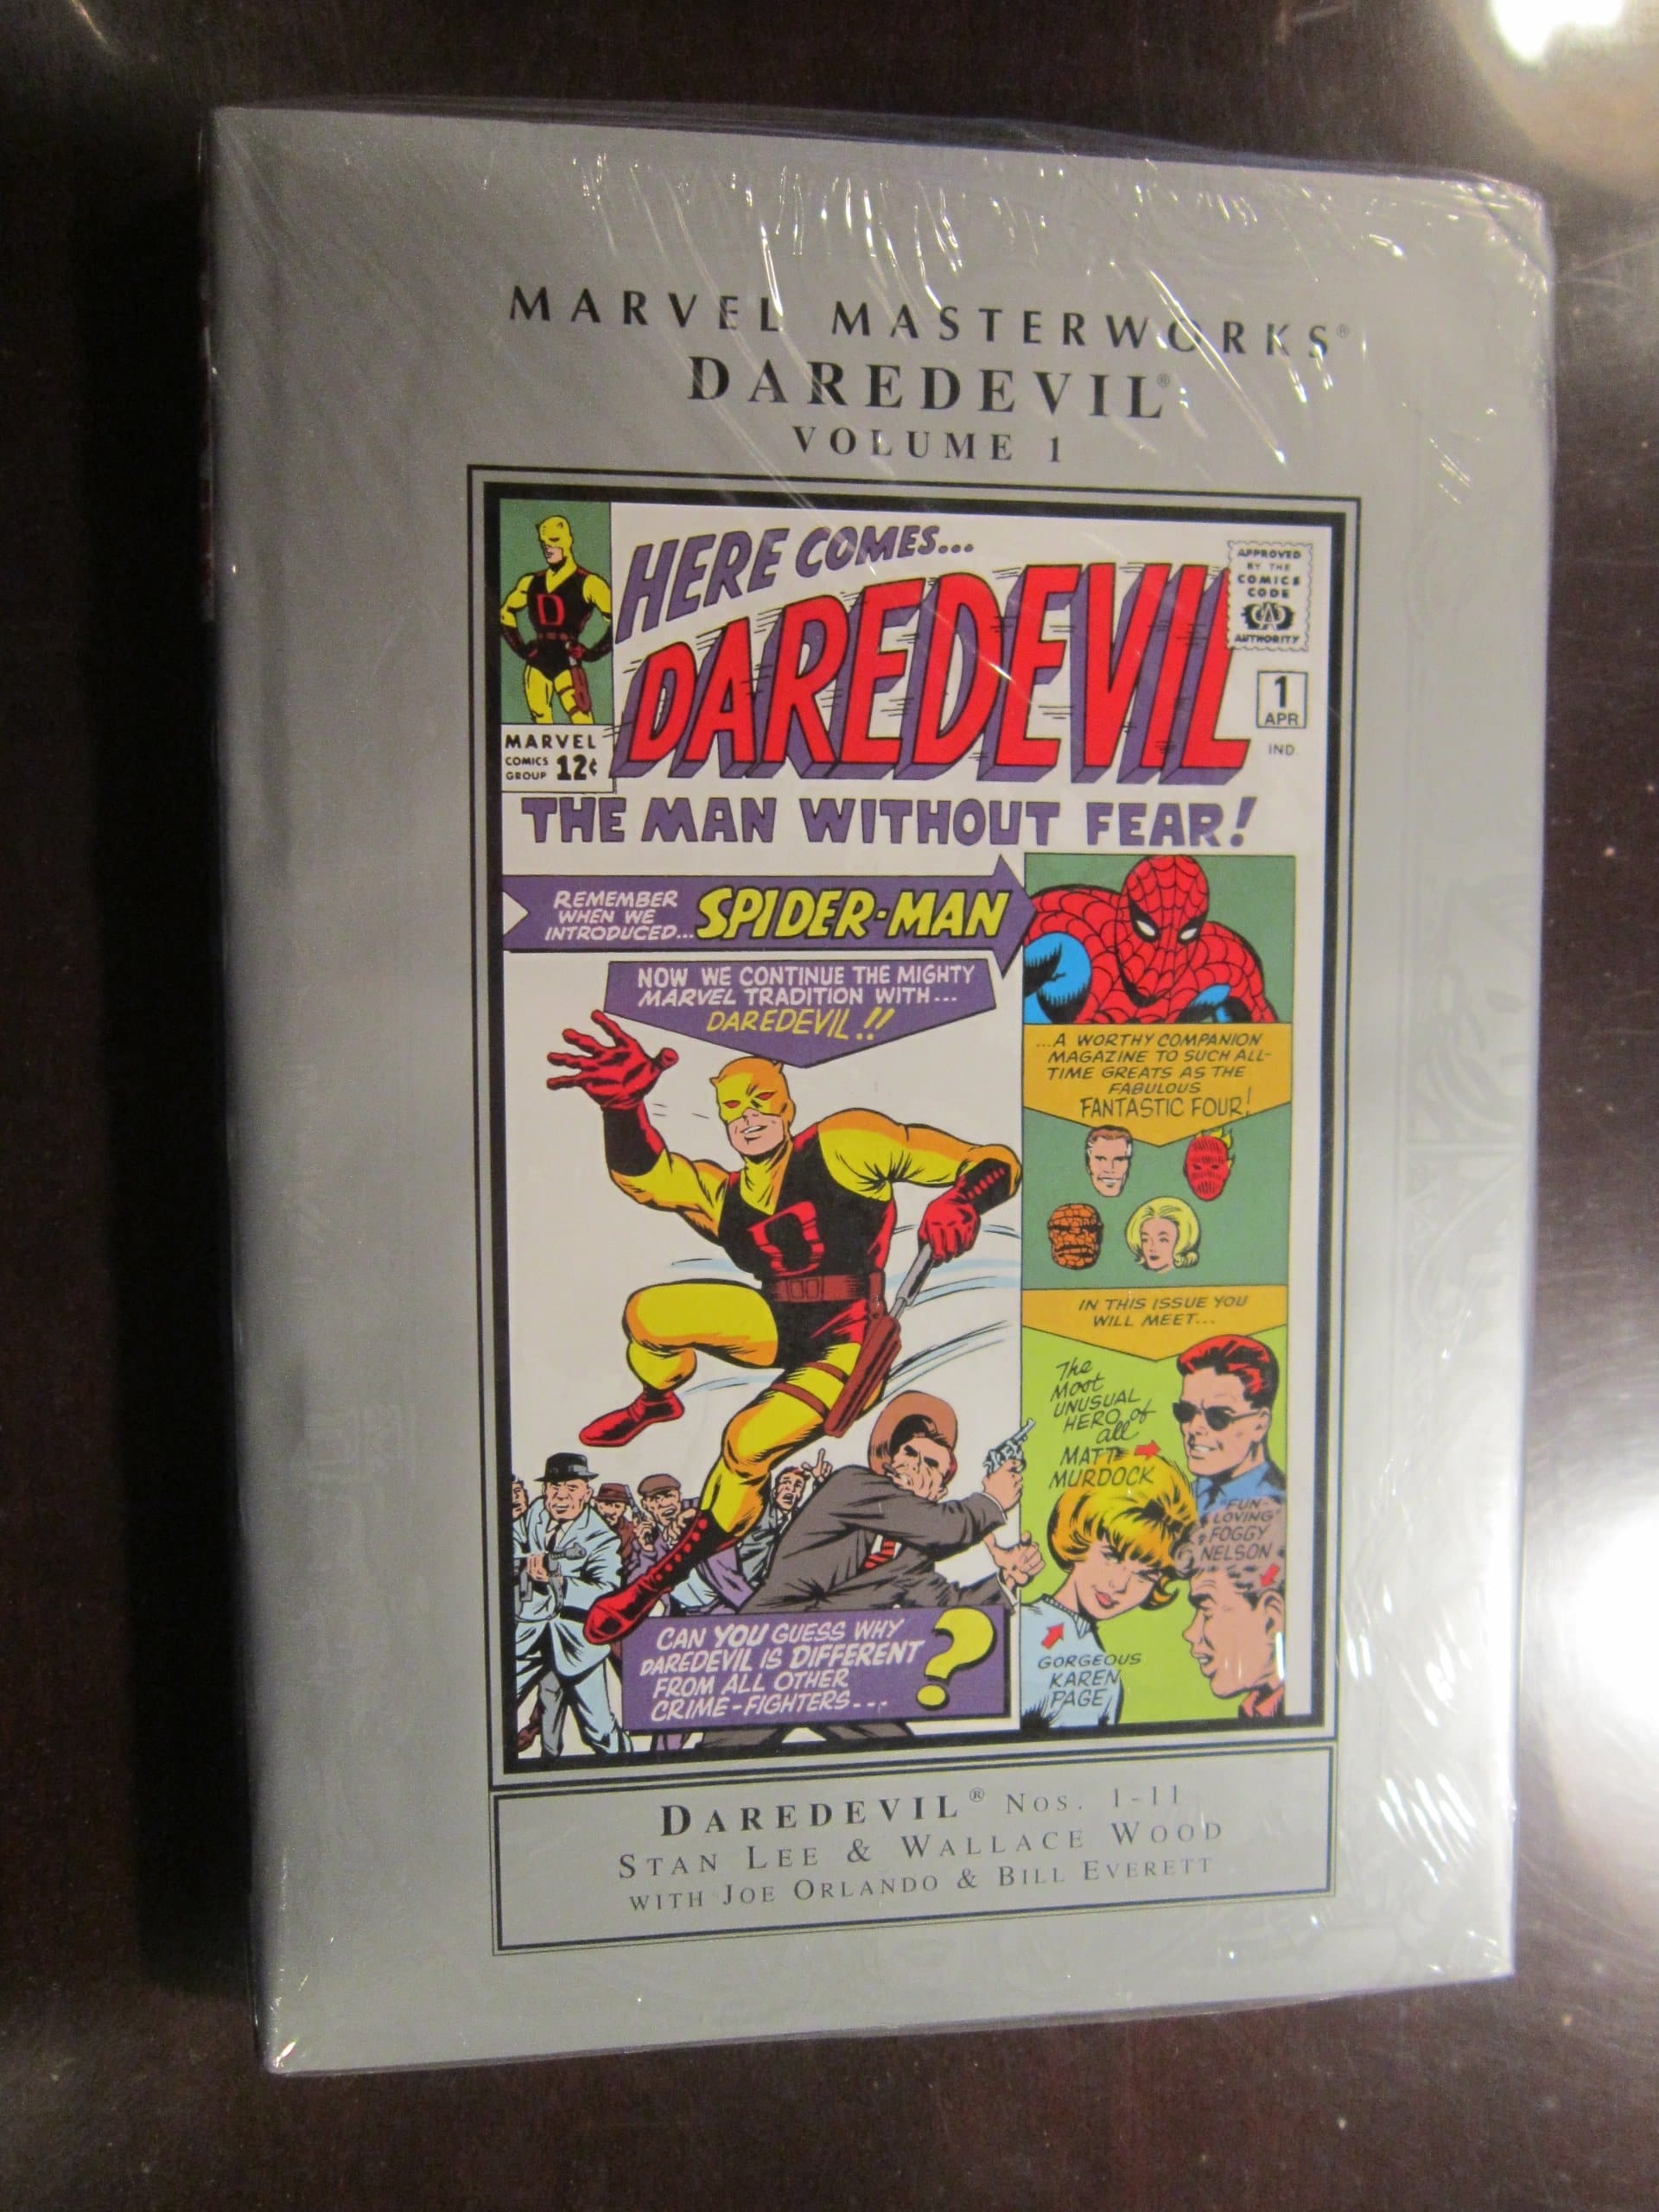 MARVEL MASTERWORKS®
DAREDEVIL®
VOLUME 1
HERE COMES...
DAREDEVIL
APPROVED
BY THE
COMICS
CODE
CA
AUTHORITY
1
APR
IND.
D
MARVEL
COMICS
GROUP 12¢
THE MAN WITHOUT FEAR!
REMEMBER
WHEN WE
INTRODUCED... SPIDER-MAN
NOW WE CONTINUE THE MIGHTY
MARVEL TRADITION WITH...
DAREDEVIL!!
...A WORTHY COMPANION
MAGAZINE TO SUCH ALL-
TIME GREATS AS THE
FABULOUS
FANTASTIC FOUR!
D
IN THIS ISSUE YOU
WILL MEET...
The
Most
UNUSUAL
HERO of
all
MATT
MURDOCK
"FUN-
LOVING"
FOGGY
NELSON
GORGEOUS
KAREN
PAGE
CAN YOU GUESS WHY
DAREDEVIL IS DIFFERENT
FROM ALL OTHER
CRIME-FIGHTERS...
?
DAREDEVIL® NOS. 1-11
STAN LEE & WALLACE WOOD
WITH JOE ORLANDO & BILL EVERETT